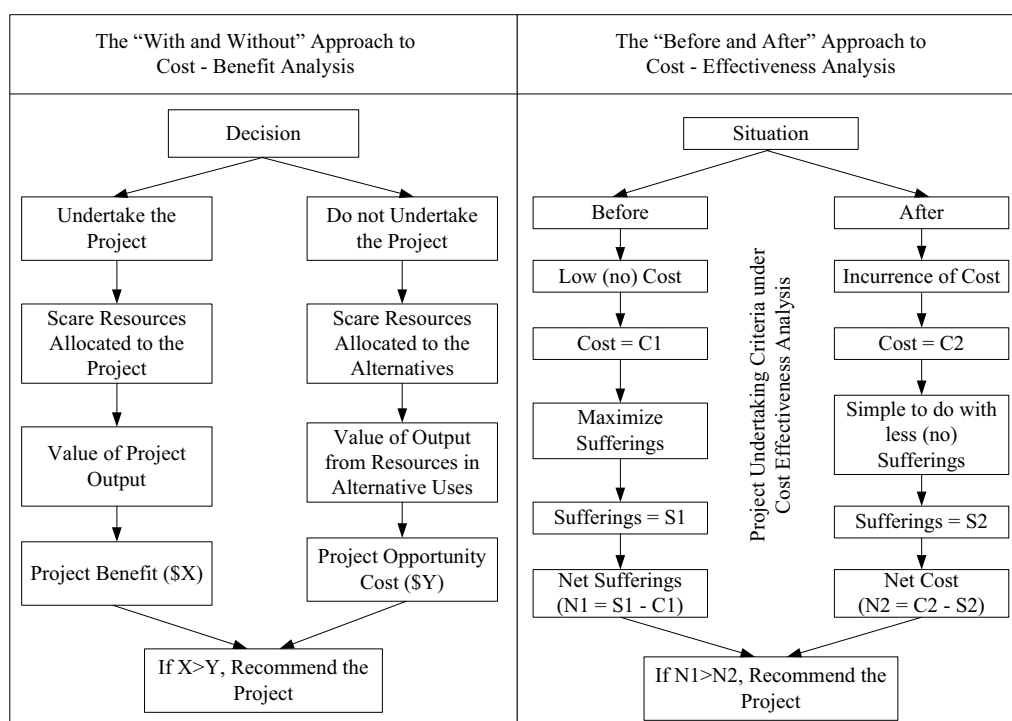 The “With and Without” Approach to
Cost - Benefit Analysis
Decision
Undertake the
Project
Do not Undertake
the Project
Scare Resources
Allocated to the
Project
Scare Resources
Allocated to the
Alternatives
Value of Project
Output
Value of Output
from Resources in
Alternative Uses
Project Benefit ($X)
Project Opportunity
Cost ($Y)
If X>Y, Recommend the
Project
The “Before and After” Approach to
Cost - Effectiveness Analysis
Situation
Before
After
Low (no) Cost
Incurrence of Cost
Cost = C1
Cost = C2
Maximize
Sufferings
Simple to do with
less (no)
Sufferings
Sufferings = S1
Sufferings = S2
Net Sufferings
(N1 = S1 - C1)
Net Cost
(N2 = C2 - S2)
Project Undertaking Criteria under
Cost Effectiveness Analysis
If N1>N2, Recommend the
Project